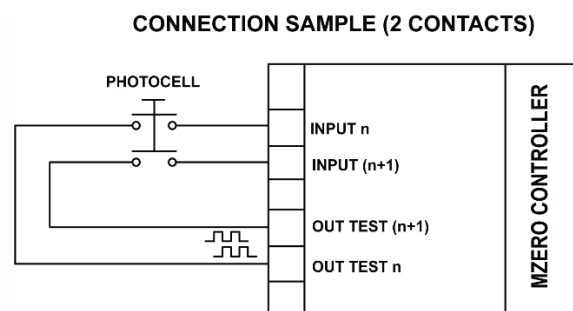 CONNECTION SAMPLE (2 CONTACTS)
PHOTOCELL
INPUT n
INPUT (n+1)
OUT TEST (n+1)
OUT TEST n
MZERO CONTROLLER